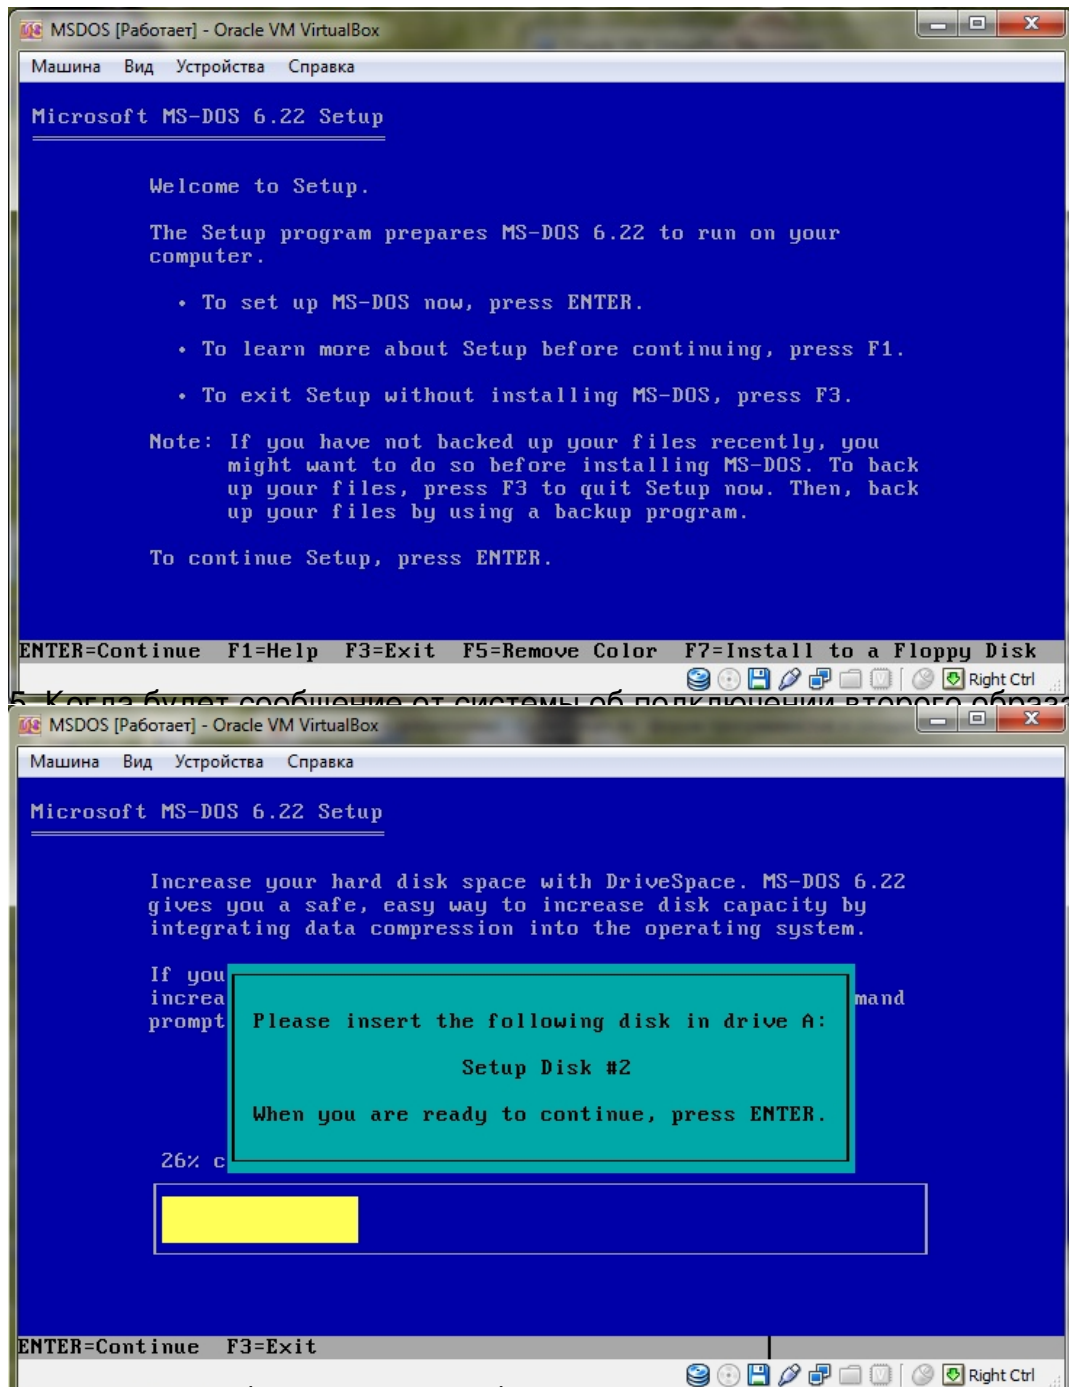 MSDOS [Работает] - Oracle VM VirtualBox
Машина Вид Устройства Справка
Microsoft MS-DOS 6.22 Setup
Welcome to Setup.
The Setup program prepares MS-DOS 6.22 to run on your
computer.
• To set up MS-DOS now, press ENTER.
• To learn more about Setup before continuing, press F1.
• To exit Setup without installing MS-DOS, press F3.
Note: If you have not backed up your files recently, you
might want to do so before installing MS-DOS. To back
up your files, press F3 to quit Setup now. Then, back
up your files by using a backup program.
To continue Setup, press ENTER.
ENTER=Continue F1=Help F3=Exit F5=Remove Color F7=Install to a Floppy Disk
Right Ctrl
5. Когда будет сообщение от системы об подключении второго образа
MSDOS [Работает] - Oracle VM VirtualBox
Машина Вид Устройства Справка
Microsoft MS-DOS 6.22 Setup
Increase your hard disk space with DriveSpace. MS-DOS 6.22
gives you a safe, easy way to increase disk capacity by
integrating data compression into the operating system.
If you
increa mand
prompt
Please insert the following disk in drive A:
Setup Disk #2
When you are ready to continue, press ENTER.
26% c
ENTER=Continue F3=Exit
Right Ctrl